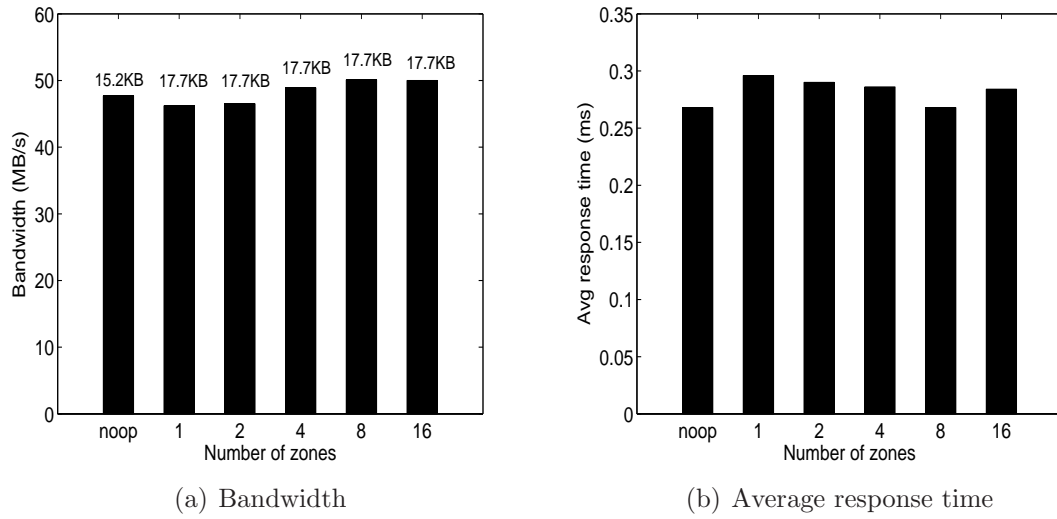 60
50
40
30
20
10
0
Bandwidth (MB/s)
15.2KB 17.7KB 17.7KB 17.7KB 17.7KB 17.7KB
noop 1 2 4 8 16
Number of zones
(a) Bandwidth
0.35
0.3
0.25
0.2
0.15
0.1
0.05
0
Avg response time (ms)
noop 1 2 4 8 16
Number of zones
(b) Average response time